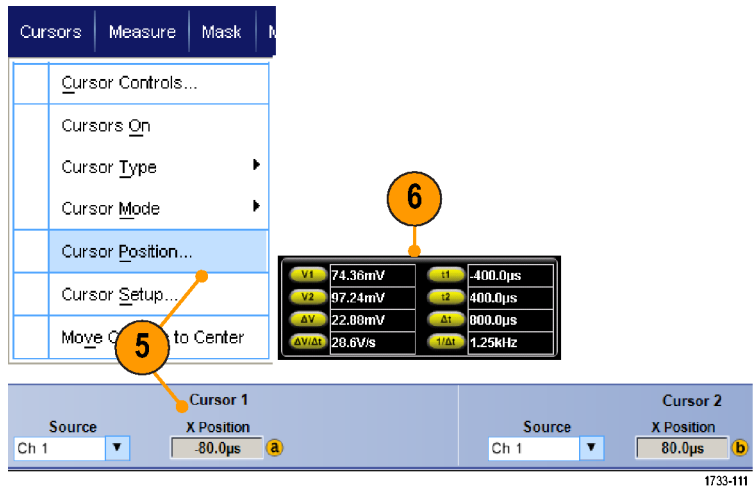 Cursors Measure Mask
Cursor Controls...
Cursors On
Cursor Type
Cursor Mode
Cursor Position...
Cursor Setup...
Move to Center
5
6
V1 74.36mV t1 -400.0µs
V2 97.24mV t2 400.0µs
ΔV 22.88mV Δt 800.0µs
ΔV/Δt 28.6V/s 1/Δt 1.25kHz
Cursor 1 Cursor 2
Source X Position Source X Position
Ch 1 -80.0µs a Ch 1 80.0µs b
1733-111